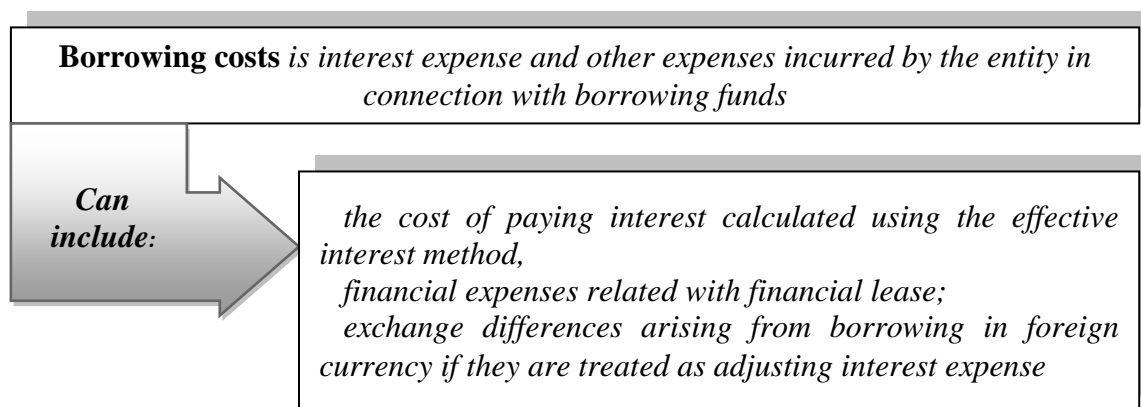 Borrowing costs is interest expense and other expenses incurred by the entity in
connection with borrowing funds
Can
include:
the cost of paying interest calculated using the effective
interest method,
financial expenses related with financial lease;
exchange differences arising from borrowing in foreign
currency if they are treated as adjusting interest expense